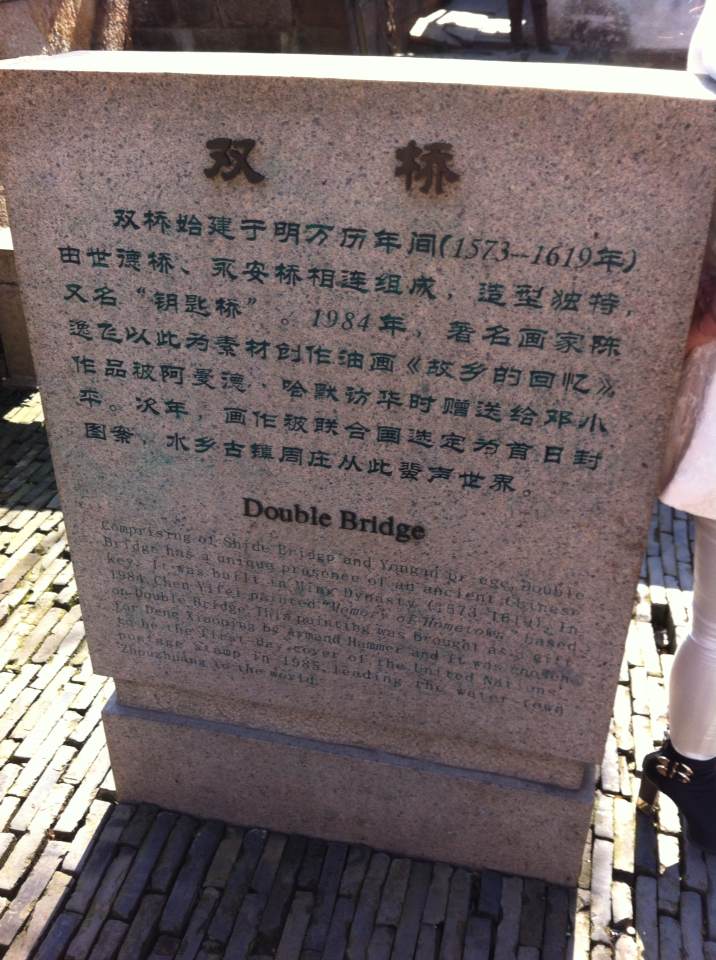 双 桥
双桥始建于明万历年间(1573--1619年)
由世德桥、永安桥相连组成，造型独特，
又名“钥匙桥”。1984年，著名画家陈
逸飞以此为素材创作油画《故乡的回忆》，
作品被阿曼德·哈默访华时赠送给邓小
平。次年，画作被联合国选定为首日封
图案，水乡古镇周庄从此蜚声世界。
Double Bridge
Comprising of Shide Bridge and Yong'an Bridge, Double
Bridge has a unique presence of an ancient Chinese
key. It was built in Ming Dynasty (1573-1619). In
1984 Chen Yifei painted "Memory of Hometown" based
on Double Bridge. This painting was brought as a gift
for Deng Xiaoping by Armand Hammer and it was chosen
to be the first-day cover of the United Nations'
postage stamp in 1985, leading the water town
Zhouzhuang to the world.